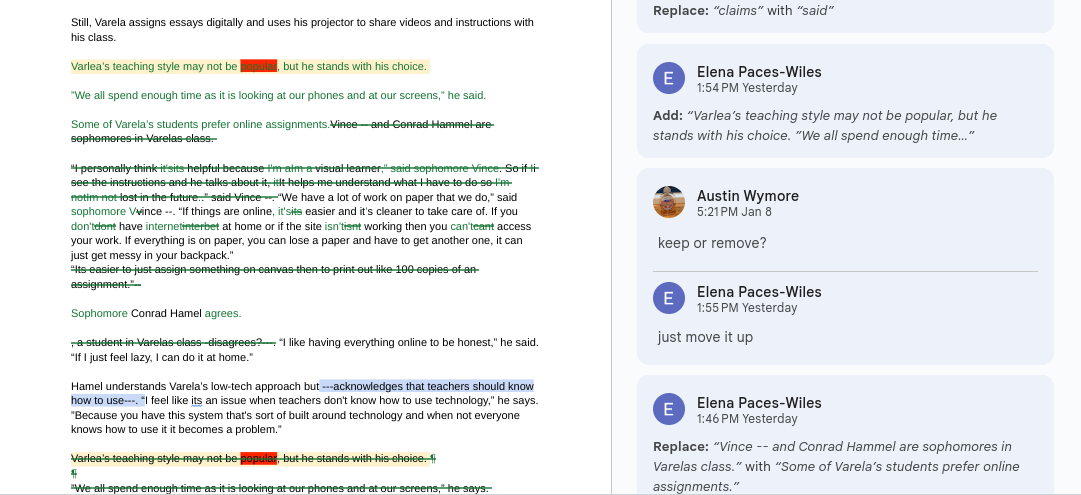 Still, Varela assigns essays digitally and uses his projector to share videos and instructions with
his class.
Varlea's teaching style may not be popular, but he stands with his choice.
"We all spend enough time as it is looking at our phones and at our screens," he said.
Some of Varela's students prefer online assignments.Vince -- and Conrad Hammel are
sophomores in Varelas class.
"I personally think it'sits helpful because I'm aIm a visual learner," said sophomore Vince. So if Ii
see the instructions and he talks about it, itIt helps me understand what I have to do so I'm
notIm not lost in the future.." said Vince --. "We have a lot of work on paper that we do," said
sophomore Vvince --. "If things are online, it'sits easier and it's cleaner to take care of. If you
don'tdont have internetinterbet at home or if the site isn'tisnt working then you can'tcant access
your work. If everything is on paper, you can lose a paper and have to get another one, it can
just get messy in your backpack."
"Its easier to just assign something on canvas then to print out like 100 copies of an
assignment."--
Sophomore Conrad Hamel agrees.
, a student in Varelas class -disagrees?---. "I like having everything online to be honest," he said.
"If I just feel lazy, I can do it at home."
Hamel understands Varela's low-tech approach but ---acknowledges that teachers should know
how to use---. "I feel like its an issue when teachers don't know how to use technology," he says.
"Because you have this system that's sort of built around technology and when not everyone
knows how to use it it becomes a problem."
Varlea's teaching style may not be popular, but he stands with his choice. ¶
¶
"We all spend enough time as it is looking at our phones and at our screens," he says.
Replace: "claims" with "said"
E
Elena Paces-Wiles
1:54 PM Yesterday
Add: "Varlea's teaching style may not be popular, but he
stands with his choice. "We all spend enough time..."
Austin Wymore
5:21 PM Jan 8
keep or remove?
E
Elena Paces-Wiles
1:55 PM Yesterday
just move it up
E
Elena Paces-Wiles
1:46 PM Yesterday
Replace: "Vince -- and Conrad Hammel are sophomores in
Varelas class." with "Some of Varela's students prefer online
assignments."